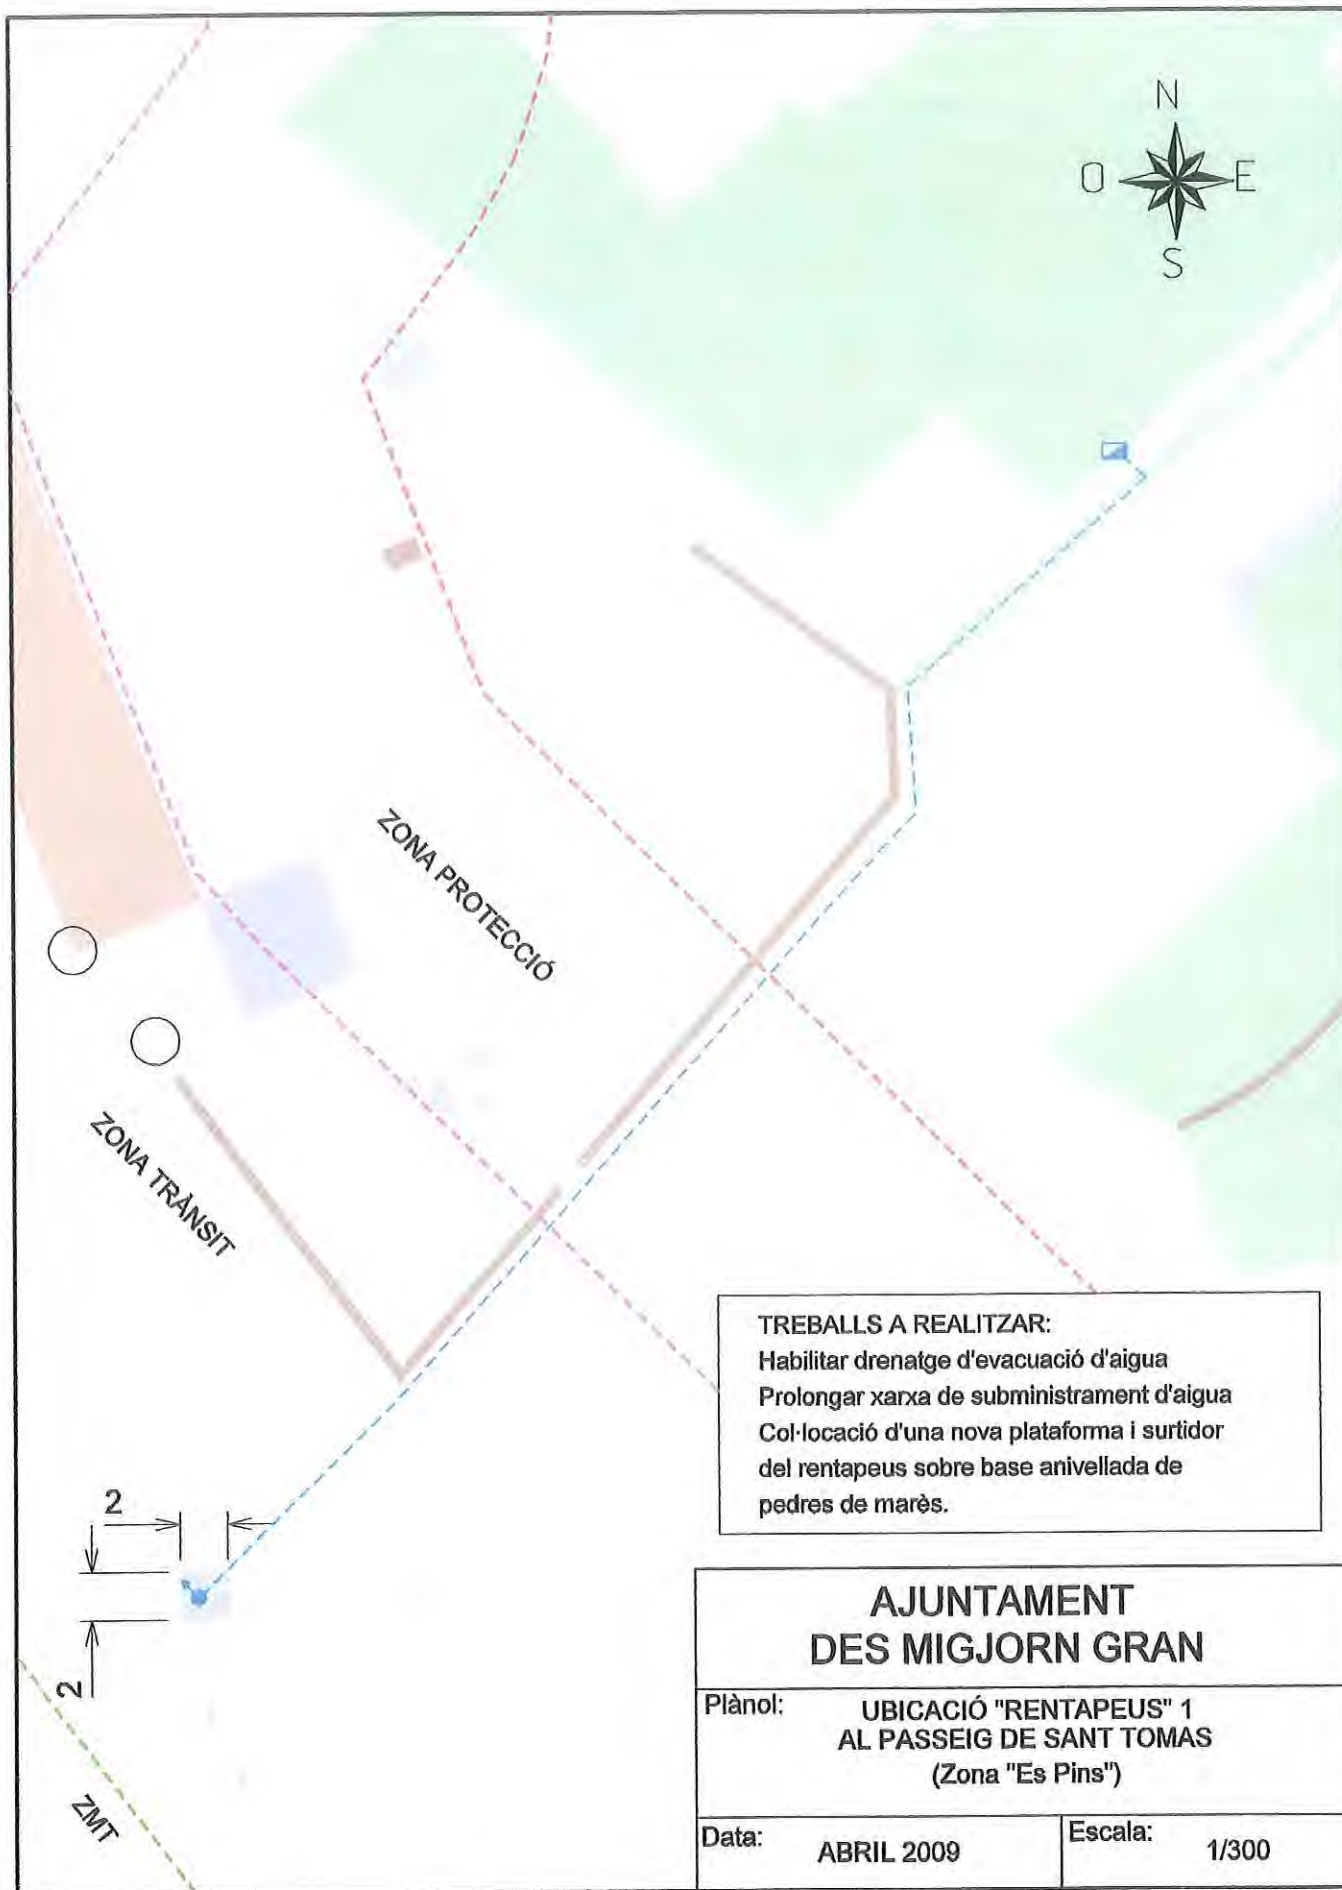 N
O E
S
ZONA PROTECCIÓ
ZONA TRÀNSIT
TREBALLS A REALITZAR:
Habilitar drenatge d'evacuació d'aigua
Prolongar xarxa de subministrament d'aigua
Col·locació d'una nova plataforma i surtidor
del rentapeus sobre base anivellada de
pedres de marès.
2
2
ZMT
AJUNTAMENT
DES MIGJORN GRAN
Plànol: UBICACIÓ "RENTAPEUS" 1
AL PASSEIG DE SANT TOMAS
(Zona "Es Pins")
Data: ABRIL 2009
Escala: 1/300